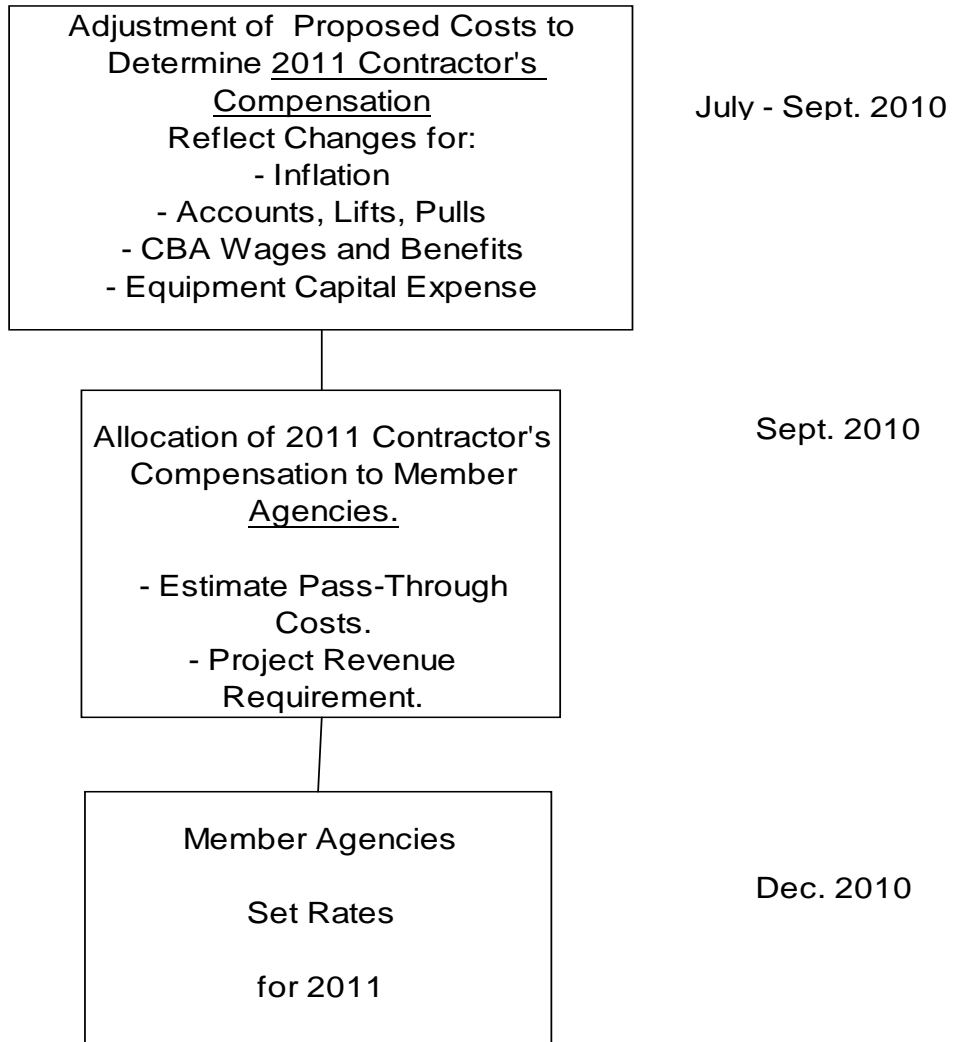 Adjustment of Proposed Costs to
Determine 2011 Contractor's
Compensation
Reflect Changes for:
- Inflation
- Accounts, Lifts, Pulls
- CBA Wages and Benefits
- Equipment Capital Expense
July - Sept. 2010
Allocation of 2011 Contractor's
Compensation to Member
Agencies.
- Estimate Pass-Through
Costs.
- Project Revenue
Requirement.
Sept. 2010
Member Agencies
Set Rates
for 2011
Dec. 2010